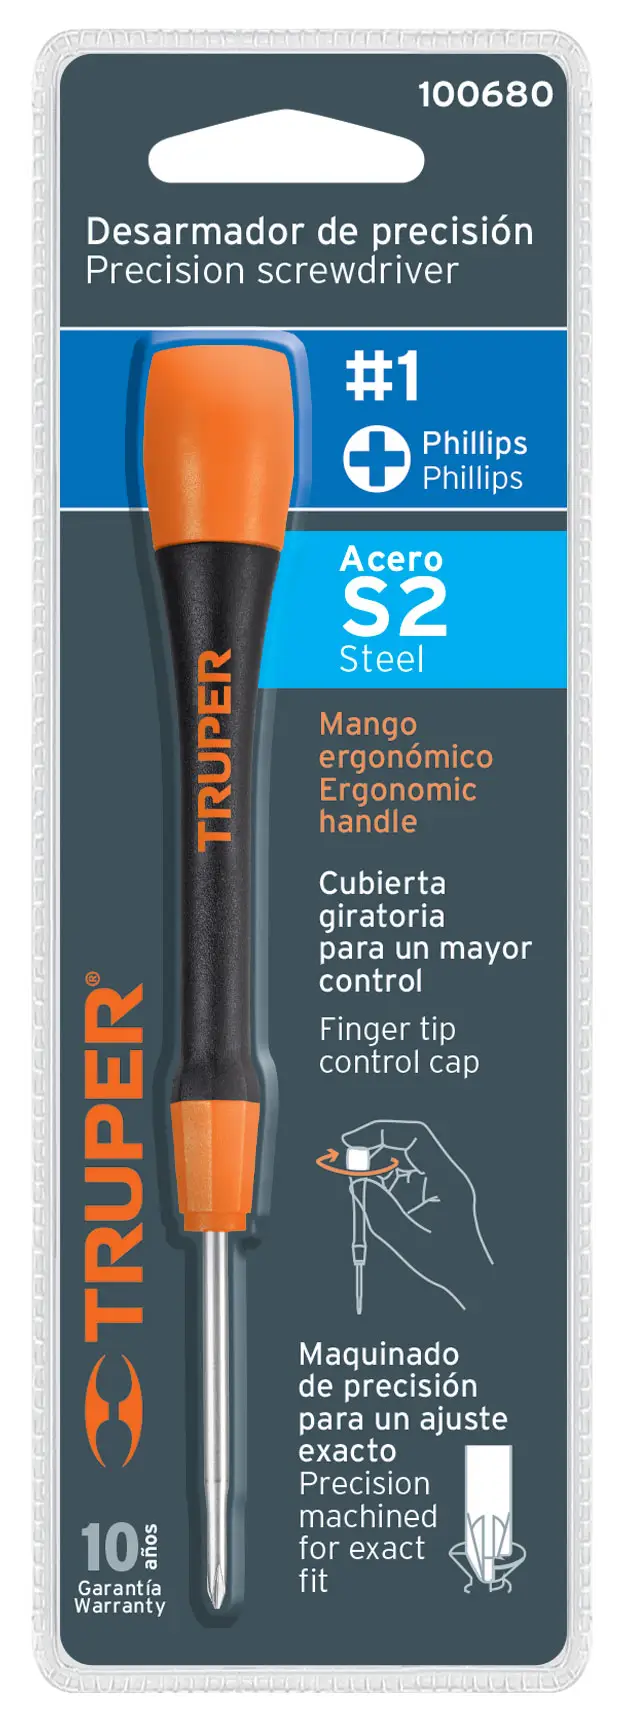 100680
Desarmador de precisión
Precision screwdriver
#1
Phillips
Phillips
Acero
S2
Steel
TRUPER
Mango
ergonómico
Ergonomic
handle
Cubierta
giratoria
para un mayor
control
Finger tip
control cap
TRUPER®
Maquinado
de precisión
para un ajuste
exacto
Precision
machined
for exact
fit
10 años
Garantía
Warranty